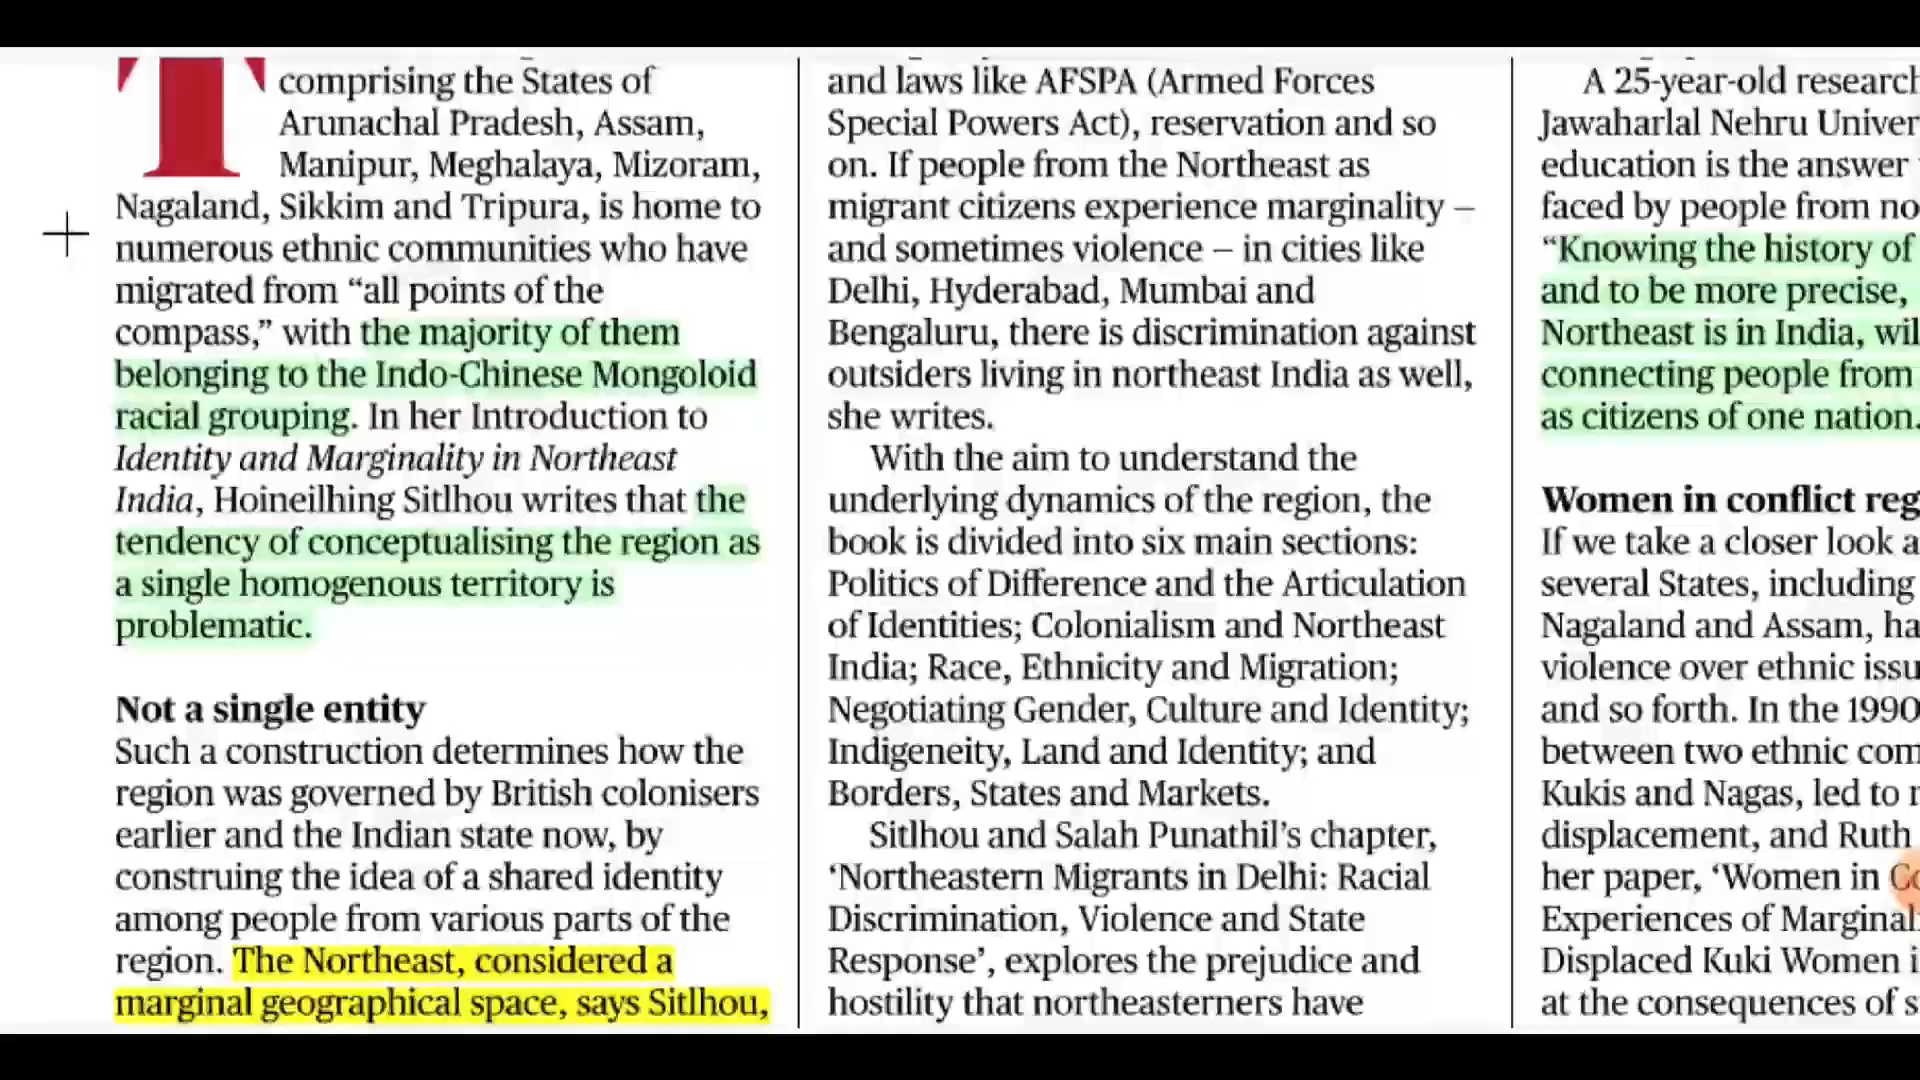 T
comprising the States of
Arunachal Pradesh, Assam,
Manipur, Meghalaya, Mizoram,
Nagaland, Sikkim and Tripura, is home to
numerous ethnic communities who have
migrated from “all points of the
compass,” with the majority of them
belonging to the Indo-Chinese Mongoloid
racial grouping. In her Introduction to
Identity and Marginality in Northeast
India, Hoineilhing Sitlhou writes that the
tendency of conceptualising the region as
a single homogenous territory is
problematic.
Not a single entity
Such a construction determines how the
region was governed by British colonisers
earlier and the Indian state now, by
construing the idea of a shared identity
among people from various parts of the
region. The Northeast, considered a
marginal geographical space, says Sitlhou,
and laws like AFSPA (Armed Forces
Special Powers Act), reservation and so
on. If people from the Northeast as
migrant citizens experience marginality –
and sometimes violence – in cities like
Delhi, Hyderabad, Mumbai and
Bengaluru, there is discrimination against
outsiders living in northeast India as well,
she writes.
With the aim to understand the
underlying dynamics of the region, the
book is divided into six main sections:
Politics of Difference and the Articulation
of Identities; Colonialism and Northeast
India; Race, Ethnicity and Migration;
Negotiating Gender, Culture and Identity;
Indigeneity, Land and Identity; and
Borders, States and Markets.
Sitlhou and Salah Punathil’s chapter,
‘Northeastern Migrants in Delhi: Racial
Discrimination, Violence and State
Response’, explores the prejudice and
hostility that northeasterners have
A 25-year-old research
Jawaharlal Nehru Univer
education is the answer
faced by people from no
“Knowing the history of
and to be more precise,
Northeast is in India, wil
connecting people from
as citizens of one nation.
Women in conflict reg
If we take a closer look a
several States, including
Nagaland and Assam, ha
violence over ethnic issu
and so forth. In the 1990
between two ethnic com
Kukis and Nagas, led to
displacement, and Ruth
her paper, ‘Women in Co
Experiences of Marginal
Displaced Kuki Women i
at the consequences of s